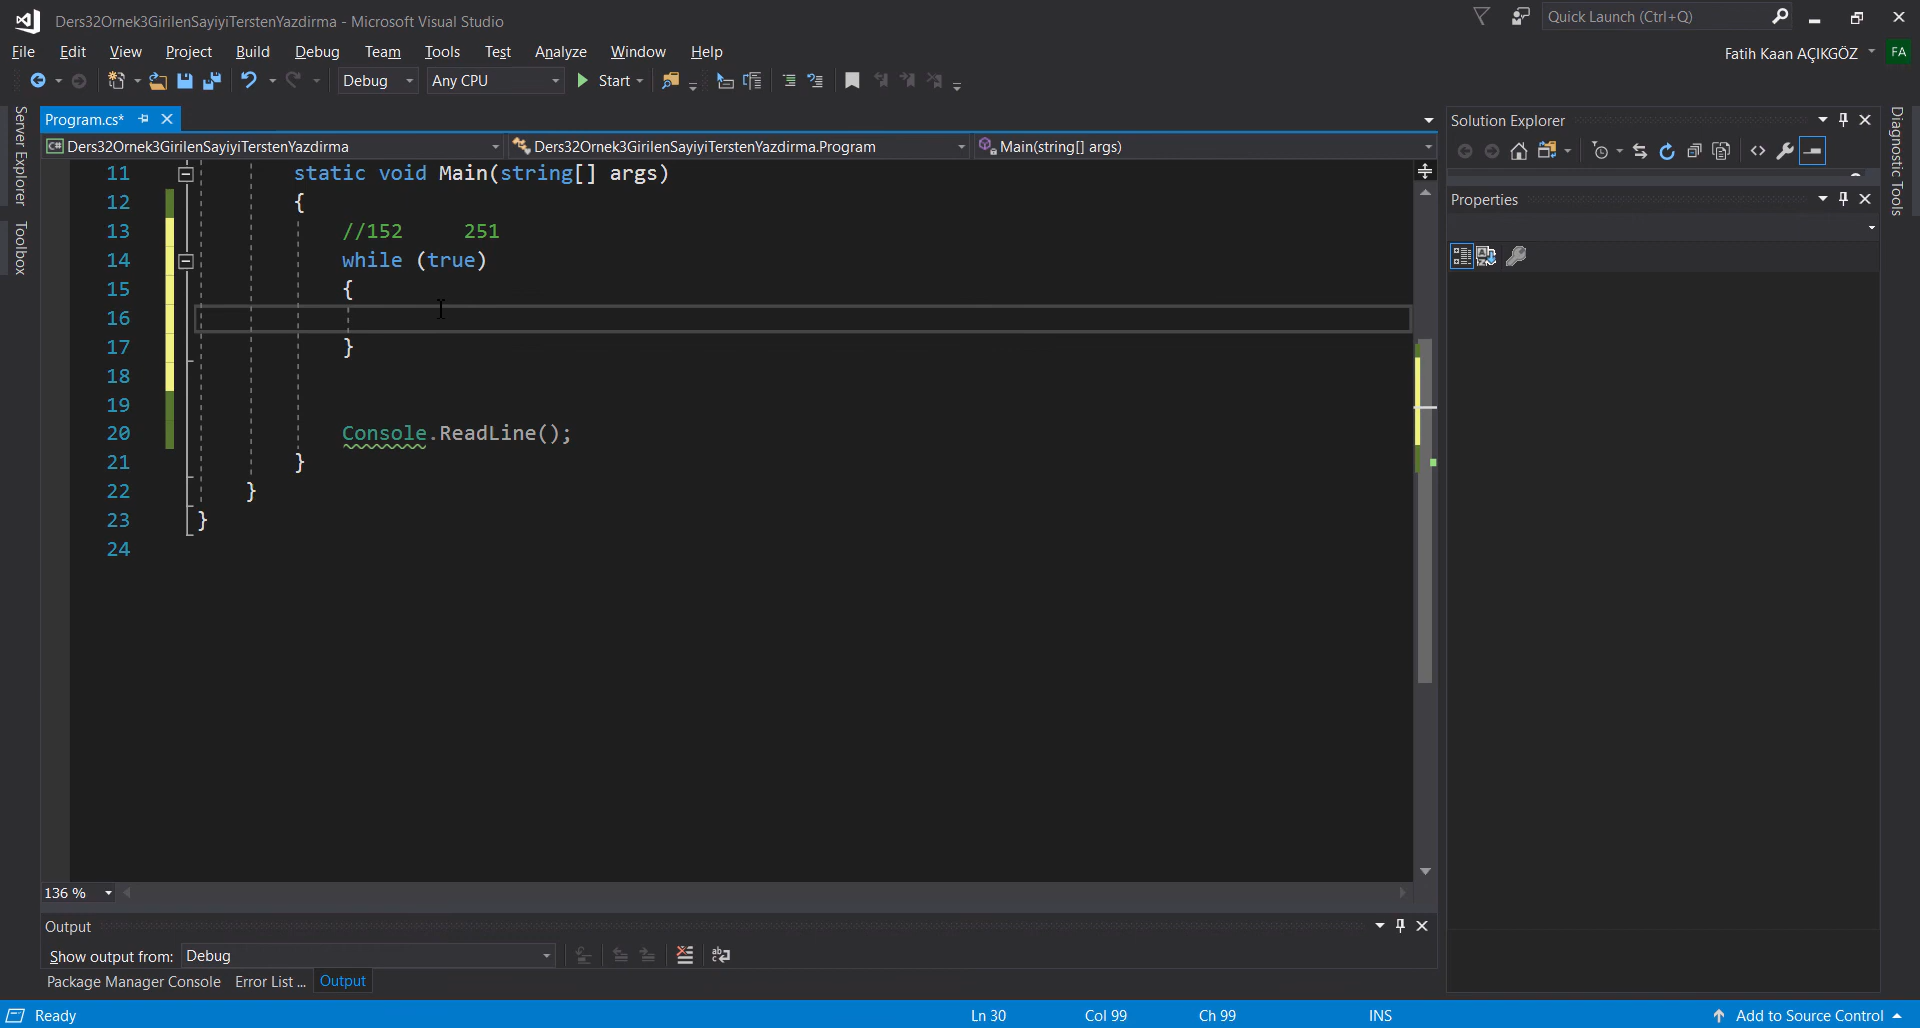 Ders32Ornek3GirilenSayiyiTerstenYazdirma - Microsoft Visual Studio
Quick Launch (Ctrl+Q)
File Edit View Project Build Debug Team Tools Test Analyze Window Help
Fatih Kaan AÇIKGÖZ FA
Debug Any CPU Start
Server Explorer
Toolbox
Program.cs*
Ders32Ornek3GirilenSayiyiTerstenYazdirma Ders32Ornek3GirilenSayiyiTerstenYazdirma.Program Main(string[] args)
11 static void Main(string[] args)
12 {
13 //152 251
14 while (true)
15 {
16
17 }
18
19
20 Console.ReadLine();
21 }
22 }
23 }
24
136 %
Output
Show output from: Debug
Package Manager Console Error List ... Output
Solution Explorer
Properties
Diagnostic Tools
Ready Ln 30 Col 99 Ch 99 INS Add to Source Control